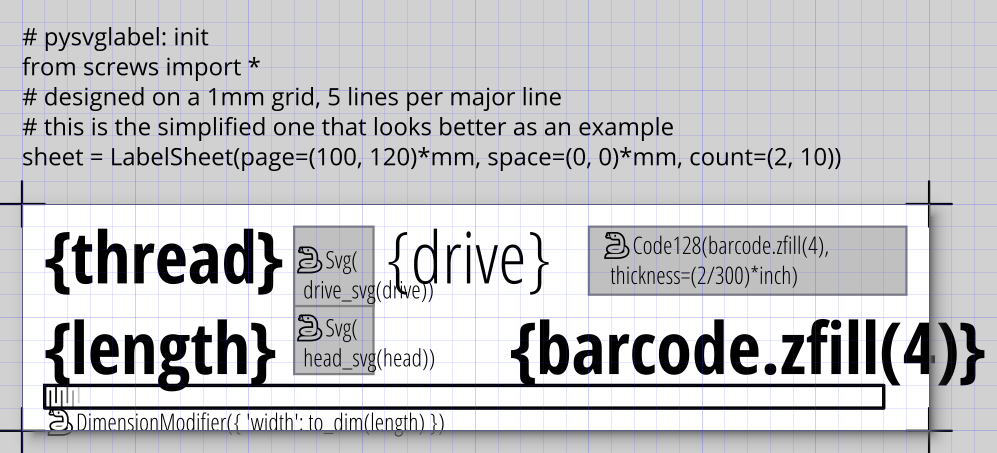 # pysvglabel: init
from screws import *
# designed on a 1mm grid, 5 lines per major line
# this is the simplified one that looks better as an example
sheet = LabelSheet(page=(100, 120)*mm, space=(0, 0)*mm, count=(2, 10))
{thread}
Svg(
drive_svg(drive))
{drive}
Code128(barcode.zfill(4),
thickness=(2/300)*inch)
{length}
Svg(
head_svg(head))
{barcode.zfill(4)}
DimensionModifier({ 'width': to_dim(length) })